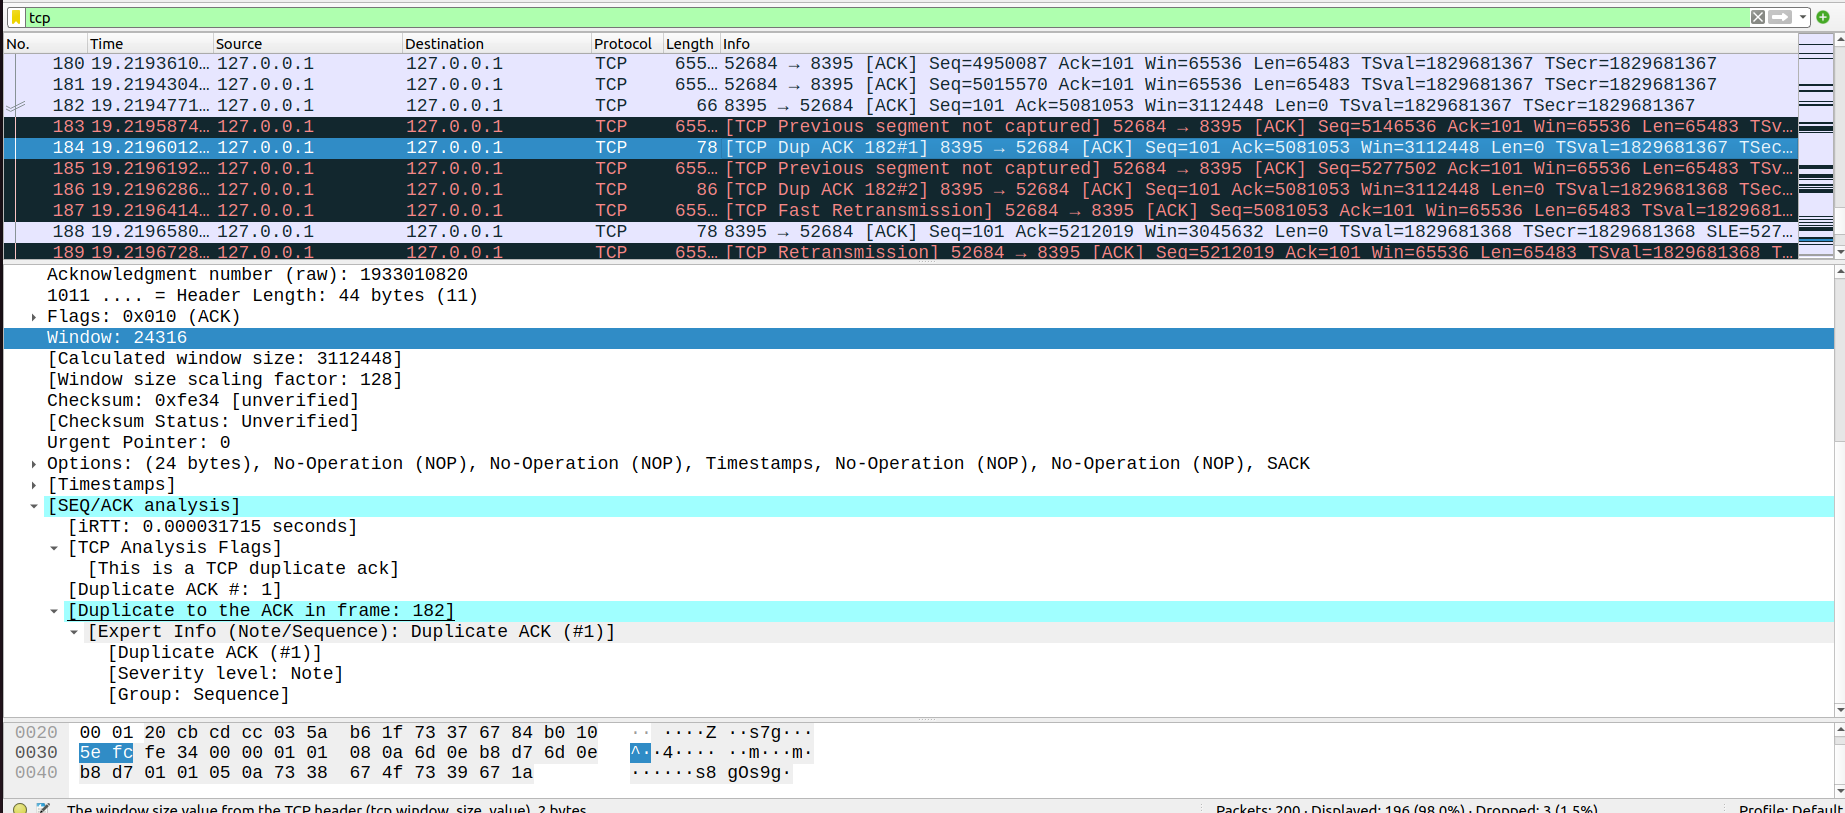 tcp
No. Time Source Destination Protocol Length Info
180 19.2193610… 127.0.0.1 127.0.0.1 TCP 655… 52684 → 8395 [ACK] Seq=4950087 Ack=101 Win=65536 Len=65483 TSval=1829681367 TSecr=1829681367
181 19.2194304… 127.0.0.1 127.0.0.1 TCP 655… 52684 → 8395 [ACK] Seq=5015570 Ack=101 Win=65536 Len=65483 TSval=1829681367 TSecr=1829681367
182 19.2194771… 127.0.0.1 127.0.0.1 TCP 66 8395 → 52684 [ACK] Seq=101 Ack=5081053 Win=3112448 Len=0 TSval=1829681367 TSecr=1829681367
183 19.2195874… 127.0.0.1 127.0.0.1 TCP 655… [TCP Previous segment not captured] 52684 → 8395 [ACK] Seq=5146536 Ack=101 Win=65536 Len=65483 TSv…
184 19.2196012… 127.0.0.1 127.0.0.1 TCP 78 [TCP Dup ACK 182#1] 8395 → 52684 [ACK] Seq=101 Ack=5081053 Win=3112448 Len=0 TSval=1829681367 TSec…
185 19.2196192… 127.0.0.1 127.0.0.1 TCP 655… [TCP Previous segment not captured] 52684 → 8395 [ACK] Seq=5277502 Ack=101 Win=65536 Len=65483 TSv…
186 19.2196286… 127.0.0.1 127.0.0.1 TCP 86 [TCP Dup ACK 182#2] 8395 → 52684 [ACK] Seq=101 Ack=5081053 Win=3112448 Len=0 TSval=1829681368 TSec…
187 19.2196414… 127.0.0.1 127.0.0.1 TCP 655… [TCP Fast Retransmission] 52684 → 8395 [ACK] Seq=5081053 Ack=101 Win=65536 Len=65483 TSval=1829681…
188 19.2196580… 127.0.0.1 127.0.0.1 TCP 78 8395 → 52684 [ACK] Seq=101 Ack=5212019 Win=3045632 Len=0 TSval=1829681368 TSecr=1829681368 SLE=527…
189 19.2196728… 127.0.0.1 127.0.0.1 TCP 655… [TCP Retransmission] 52684 → 8395 [ACK] Seq=5212019 Ack=101 Win=65536 Len=65483 TSval=1829681368 T…
Acknowledgment number (raw): 1933010820
1011 .... = Header Length: 44 bytes (11)
Flags: 0x010 (ACK)
Window: 24316
[Calculated window size: 3112448]
[Window size scaling factor: 128]
Checksum: 0xfe34 [unverified]
[Checksum Status: Unverified]
Urgent Pointer: 0
Options: (24 bytes), No-Operation (NOP), No-Operation (NOP), Timestamps, No-Operation (NOP), No-Operation (NOP), SACK
[Timestamps]
[SEQ/ACK analysis]
[iRTT: 0.000031715 seconds]
[TCP Analysis Flags]
[This is a TCP duplicate ack]
[Duplicate ACK #: 1]
[Duplicate to the ACK in frame: 182]
[Expert Info (Note/Sequence): Duplicate ACK (#1)]
[Duplicate ACK (#1)]
[Severity level: Note]
[Group: Sequence]
0020 00 01 20 cb cd cc 03 5a b6 1f 73 37 67 84 b0 10 ·· ····Z ··s7g···
0030 5e fc fe 34 00 00 01 01 08 0a 6d 0e b8 d7 6d 0e ^··4···· ··m···m·
0040 b8 d7 01 01 05 0a 73 38 67 4f 73 39 67 1a ······s8 gOs9g·
The window size value from the TCP header (tcp.window_size_value), 2 bytes Packets: 200 · Displayed: 196 (98.0%) · Dropped: 3 (1.5%) Profile: Default